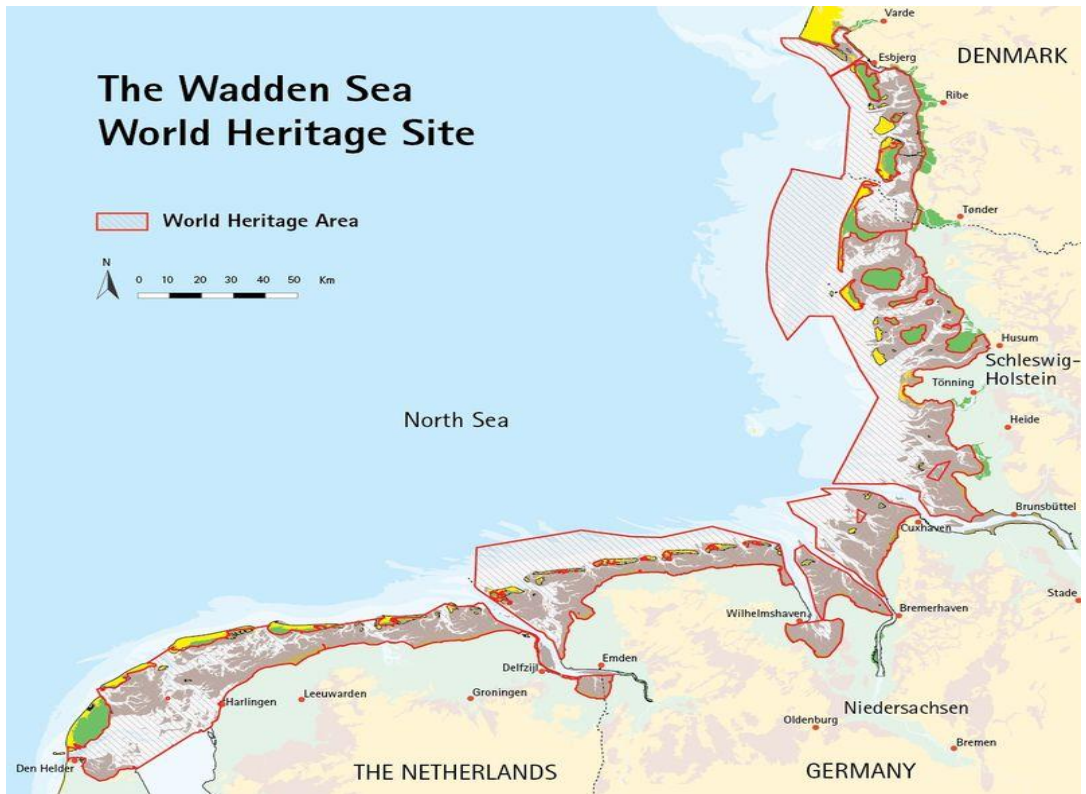 The Wadden Sea
World Heritage Site
World Heritage Area
N
0 10 20 30 40 50 Km
North Sea
Varde
Esbjerg
DENMARK
Ribe
Tønder
Husum
Schleswig-
Holstein
Tönning
Heide
Brunsbüttel
Cuxhaven
Stade
Wilhelmshaven
Bremerhaven
Emden
Delfzijl
Groningen
Leeuwarden
Harlingen
Den Helder
Niedersachsen
Oldenburg
Bremen
THE NETHERLANDS
GERMANY